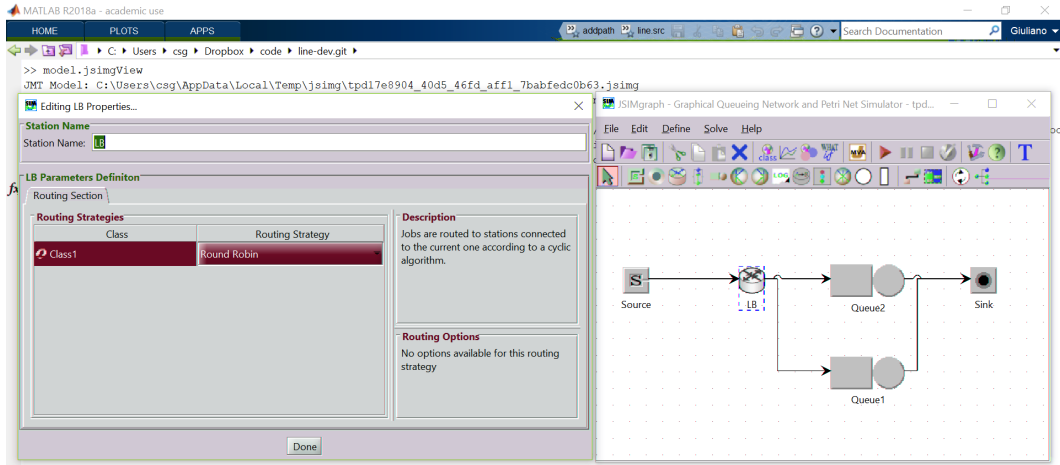 MATLAB R2018a - academic use
HOME PLOTS APPS
addpath line.src
Search Documentation
Giuliano
C: Users csg Dropbox code line-dev.git
>> model.jsimgView
JMT Model: C:\Users\csg\AppData\Local\Temp\jsimg\tpd17e8904_40d5_46fd_aff1_7babfedc0b63.jsimg
fx
Editing LB Properties...
Station Name
Station Name: LB
LB Parameters Definiton
Routing Section
Routing Strategies
Class Routing Strategy
Class1 Round Robin
Description
Jobs are routed to stations connected
to the current one according to a cyclic
algorithm.
Routing Options
No options available for this routing
strategy
Done
JSIMgraph - Graphical Queueing Network and Petri Net Simulator - tpd...
File Edit Define Solve Help
class
MVA
T
LOG
S
Source
LB
Queue2
Sink
Queue1